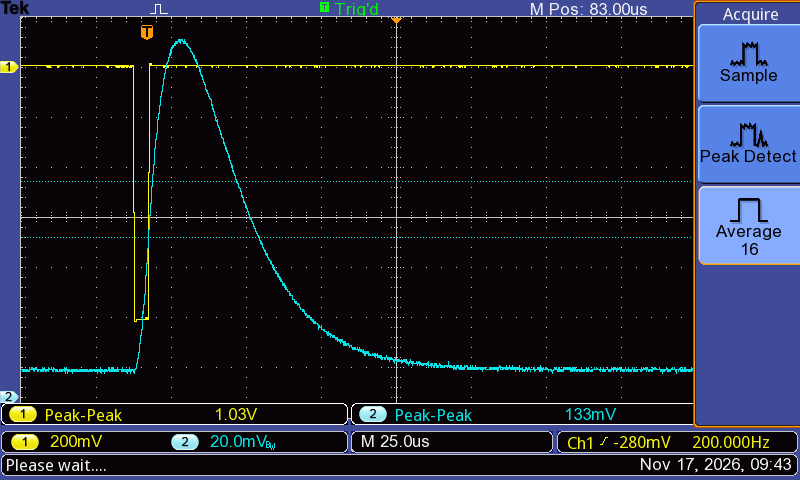 Tek T Trig'd M Pos: 83.00us
Acquire
T
Sample
1
Peak Detect
Average
16
2
1 Peak-Peak 1.03V 2 Peak-Peak 133mV
1 200mV 2 20.0mVBW M 25.0us Ch1 -280mV 200.000Hz
Please wait.... Nov 17, 2026, 09:43